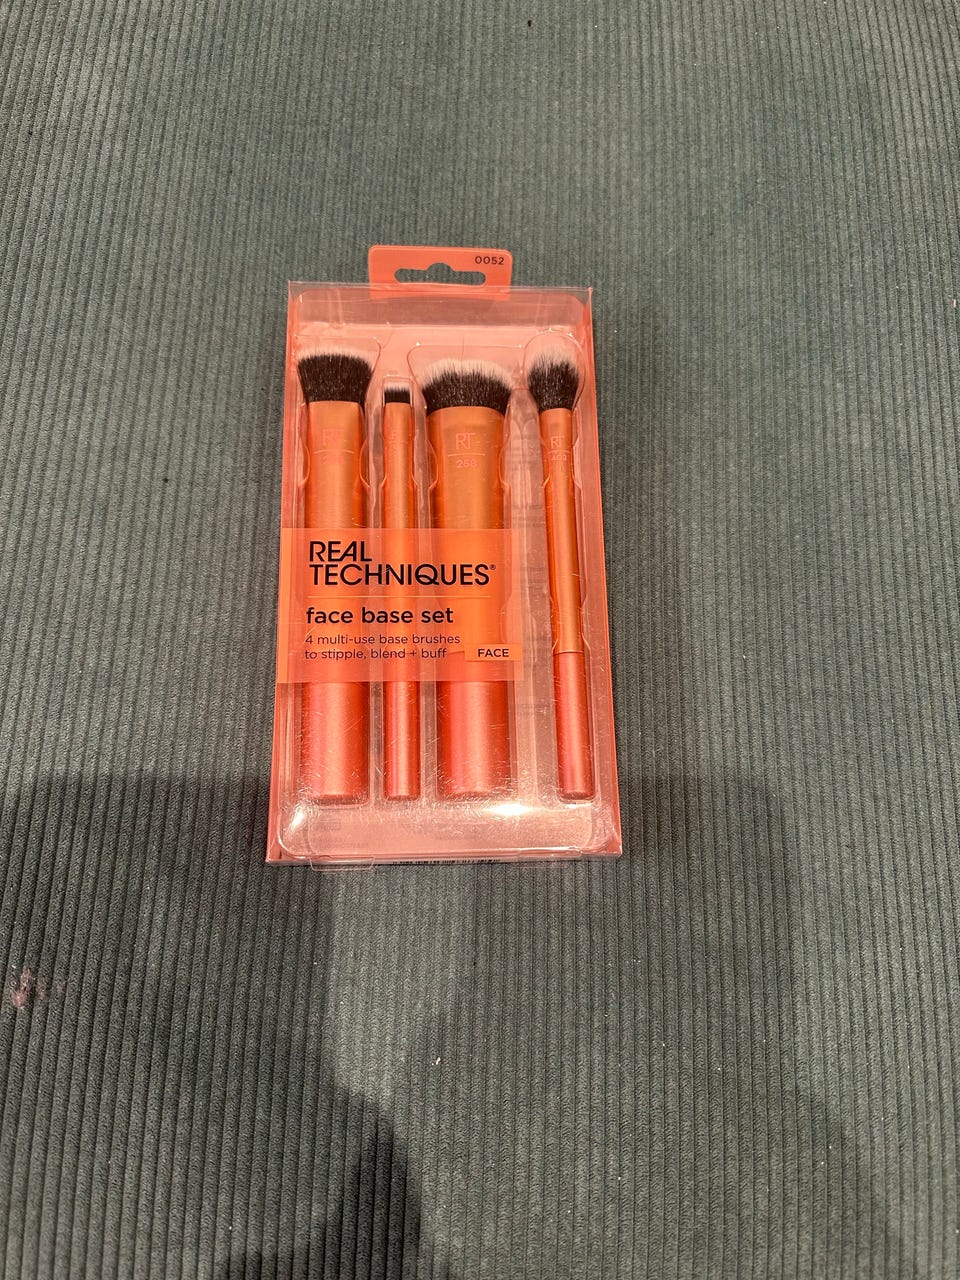 0052
RT
RT
258
RT
402
REAL
TECHNIQUES®
face base set
4 multi-use base brushes
to stipple, blend + buff
FACE